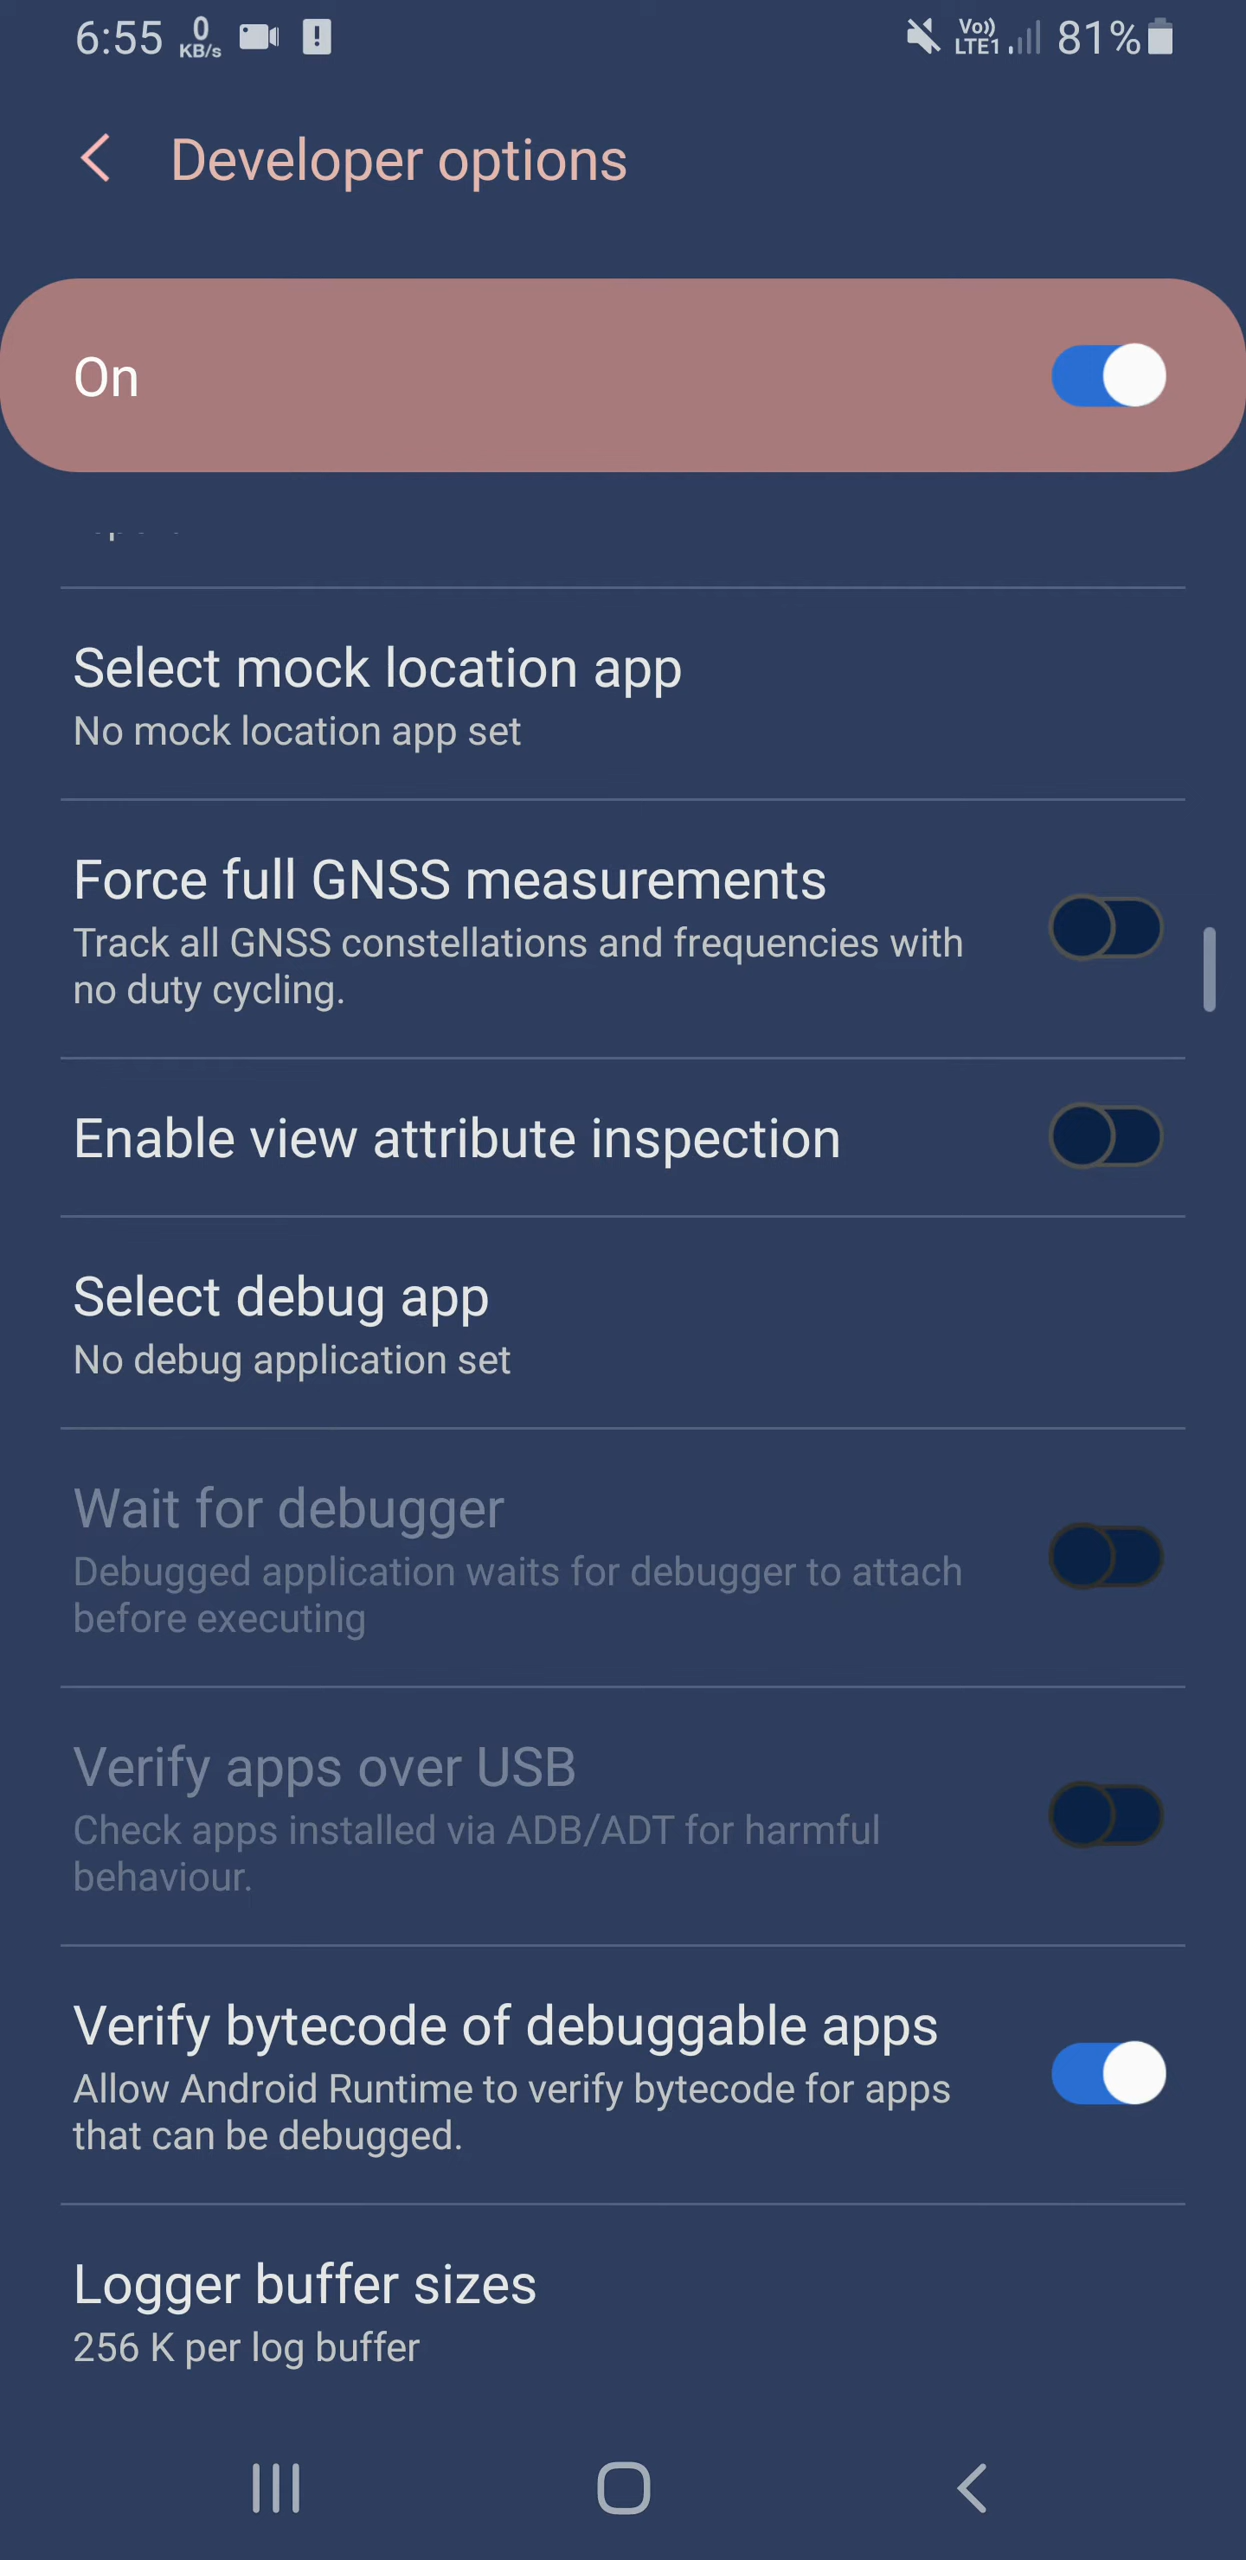 6:55 0 KB/s Vo)) LTE1 81%
Developer options
On
Select mock location app
No mock location app set
Force full GNSS measurements
Track all GNSS constellations and frequencies with
no duty cycling.
Enable view attribute inspection
Select debug app
No debug application set
Wait for debugger
Debugged application waits for debugger to attach
before executing
Verify apps over USB
Check apps installed via ADB/ADT for harmful
behaviour.
Verify bytecode of debuggable apps
Allow Android Runtime to verify bytecode for apps
that can be debugged.
Logger buffer sizes
256 K per log buffer